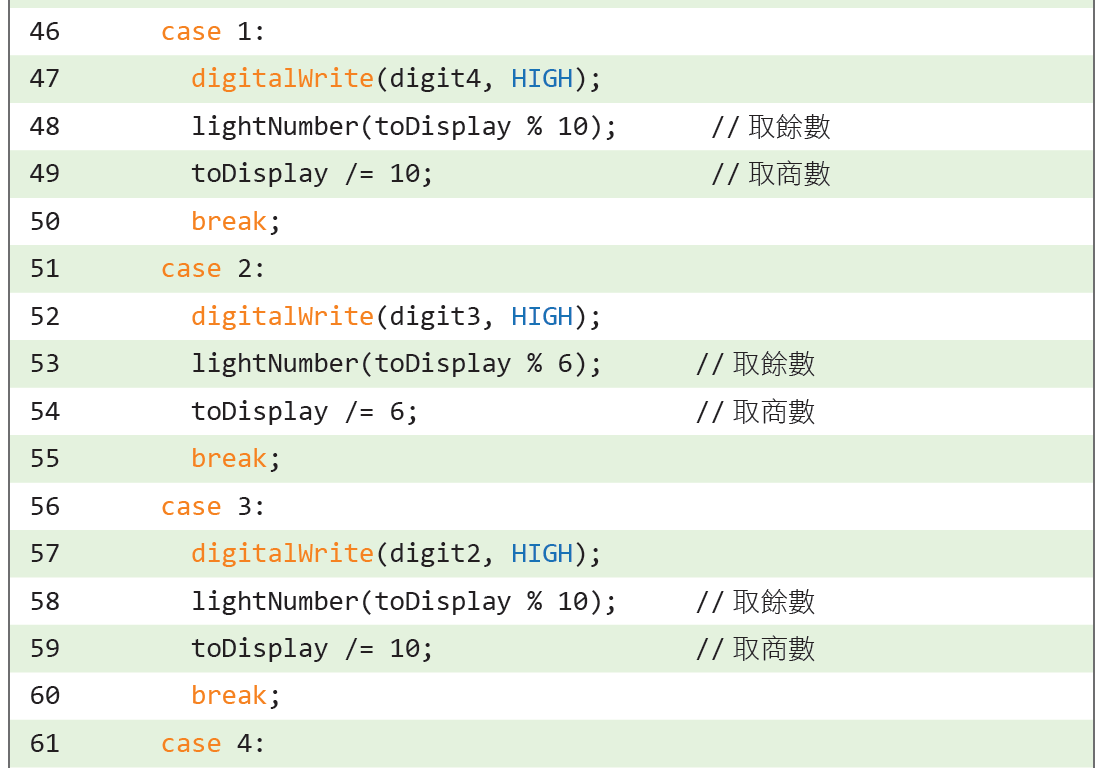 46 case 1:
47 digitalWrite(digit4, HIGH);
48 lightNumber(toDisplay % 10); // 取餘數
49 toDisplay /= 10; // 取商數
50 break;
51 case 2:
52 digitalWrite(digit3, HIGH);
53 lightNumber(toDisplay % 6); // 取餘數
54 toDisplay /= 6; // 取商數
55 break;
56 case 3:
57 digitalWrite(digit2, HIGH);
58 lightNumber(toDisplay % 10); // 取餘數
59 toDisplay /= 10; // 取商數
60 break;
61 case 4: